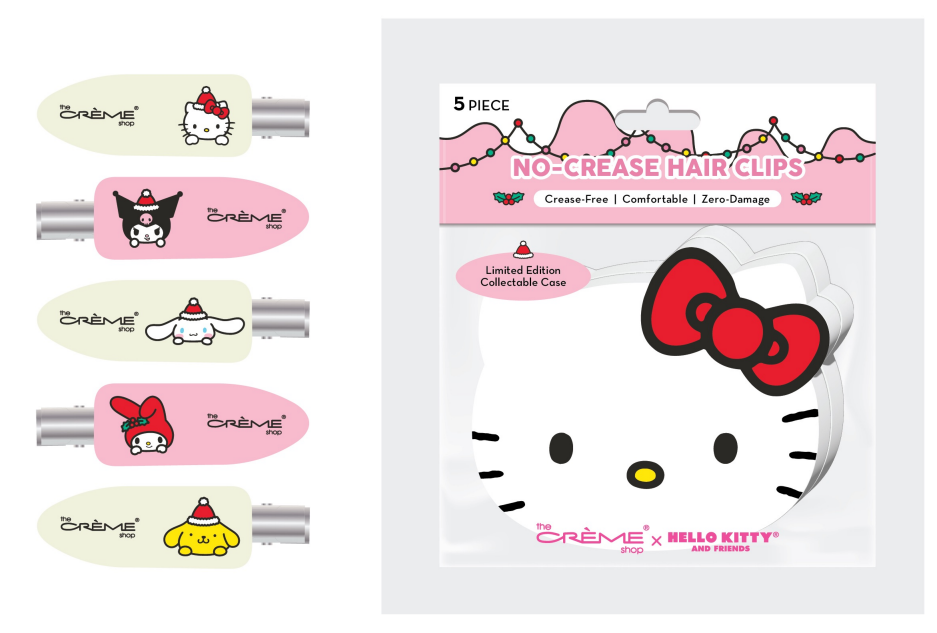 the
CRÈME®
shop
the
CRÈME®
shop
the
CRÈME®
shop
the
CRÈME®
shop
the
CRÈME®
shop
5 PIECE
NO-CREASE HAIR CLIPS
Crease-Free | Comfortable | Zero-Damage
Limited Edition
Collectable Case
the
CRÈME®
shop
x HELLO KITTY®
AND FRIENDS